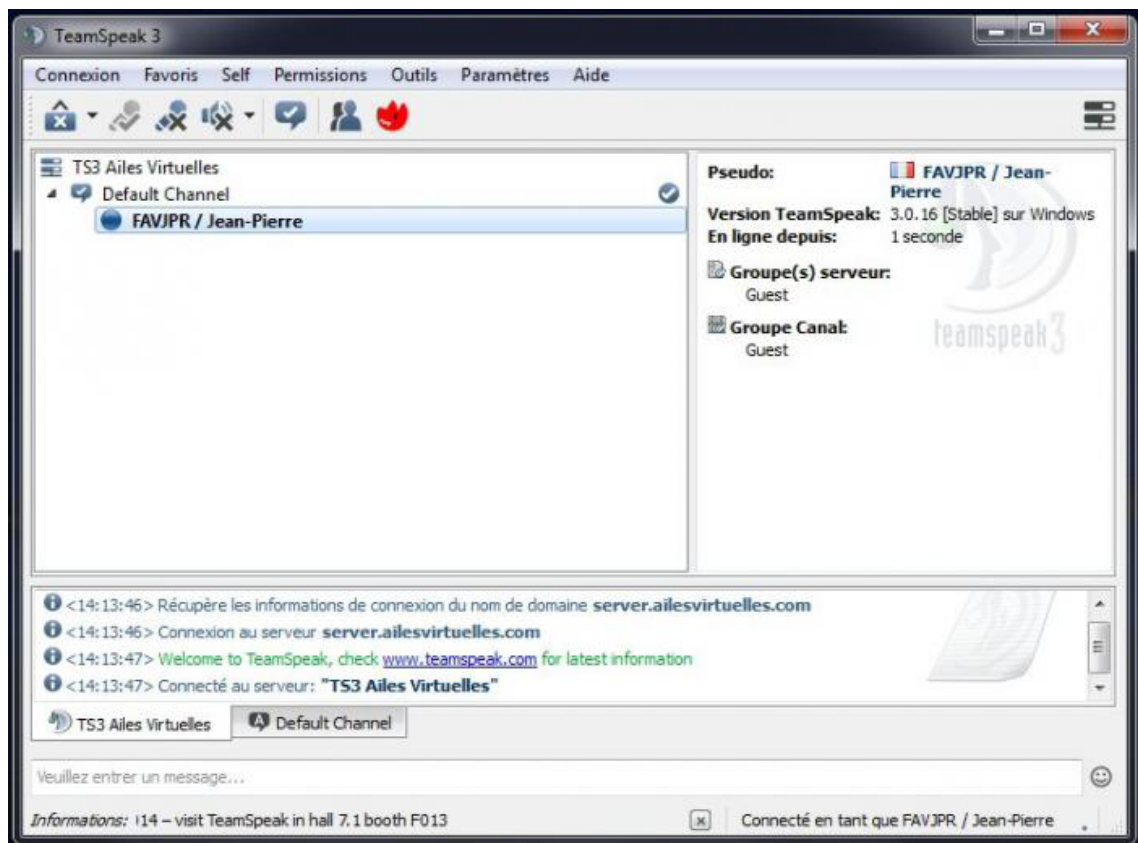 TeamSpeak 3
Connexion Favoris Self Permissions Outils Paramètres Aide
TS3 Ailes Virtuelles
Default Channel
FAVJPR / Jean-Pierre
Pseudo: FAVJPR / Jean-
Pierre
Version TeamSpeak: 3.0.16 [Stable] sur Windows
En ligne depuis: 1 seconde
Groupe(s) serveur:
Guest
Groupe Canal:
Guest
teamspeak 3
<14:13:46> Récupère les informations de connexion du nom de domaine server.ailesvirtuelles.com
<14:13:46> Connexion au serveur server.ailesvirtuelles.com
<14:13:47> Welcome to TeamSpeak, check www.teamspeak.com for latest information
<14:13:47> Connecté au serveur: "TS3 Ailes Virtuelles"
TS3 Ailes Virtuelles Default Channel
Veuillez entrer un message...
Informations: 14 – visit TeamSpeak in hall 7.1 booth F013 Connecté en tant que FAVJPR / Jean-Pierre